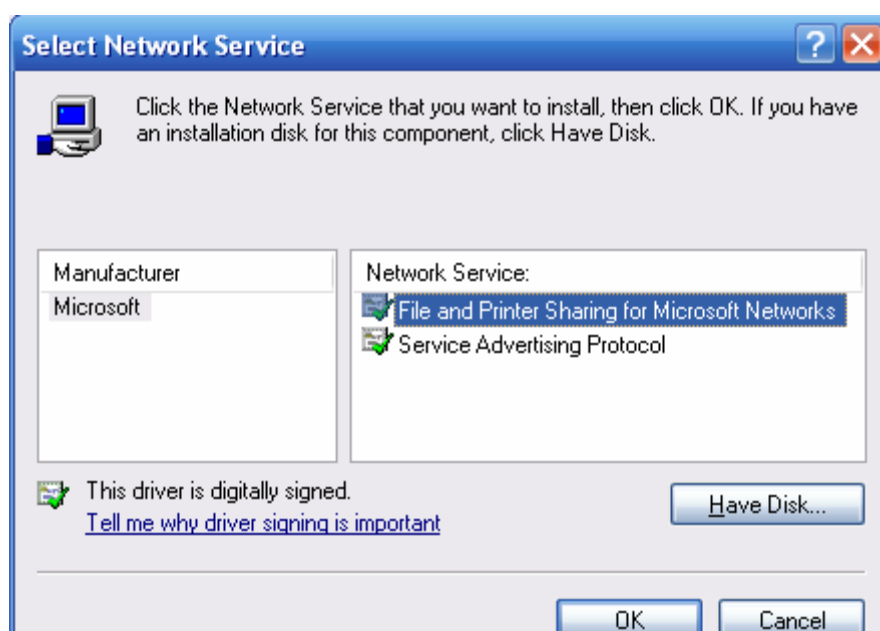 Select Network Service
Click the Network Service that you want to install, then click OK. If you have
an installation disk for this component, click Have Disk.
Manufacturer
Microsoft
Network Service:
File and Printer Sharing for Microsoft Networks
Service Advertising Protocol
This driver is digitally signed.
Tell me why driver signing is important
Have Disk...
OK
Cancel